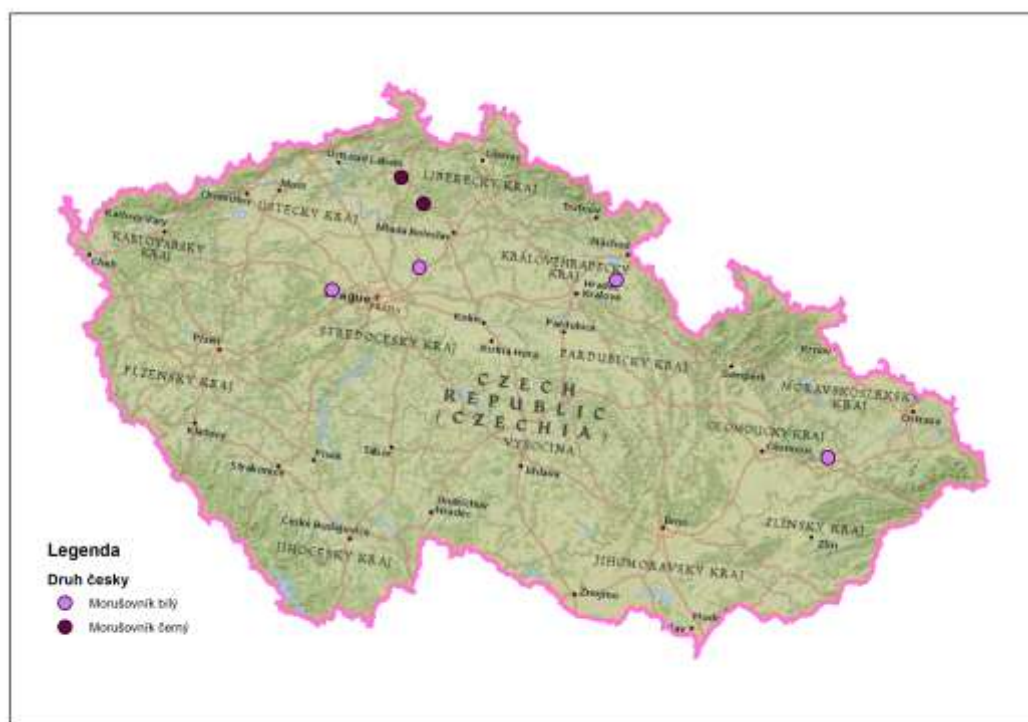 Ústí nad Labem
Liberec
LIBERECKÝ KRAJ
Most
Chomutov
ÚSTECKÝ KRAJ
Trutnov
Karlovy Vary
Mladá Boleslav
Náchod
KARLOVARSKÝ
KRAJ
KRÁLOVÉHRADECKÝ
KRAJ
Cheb
Hradec
Králové
Prague
PRAHA
Kolín
Pardubice
STŘEDOČESKÝ KRAJ
Kutná Hora
PARDUBICKÝ KRAJ
Plzeň
Krnov
Šumperk
PLZEŇSKÝ KRAJ
CZECH
REPUBLIC
(CZECHIA)
MORAVSKOSLEZSKÝ
KRAJ
Ostrava
OLOMOUCKÝ KRAJ
VYSOČINA
Klatovy
Tábor
Olomouc
Písek
Strakonice
Jihlava
Jindřichův
Hradec
České Budějovice
Brno
ZLÍNSKÝ KRAJ
Zlín
JIHOČESKÝ KRAJ
JIHOMORAVSKÝ KRAJ
Znojmo
Legenda
Druh česky
Morušovník bílý
Morušovník černý